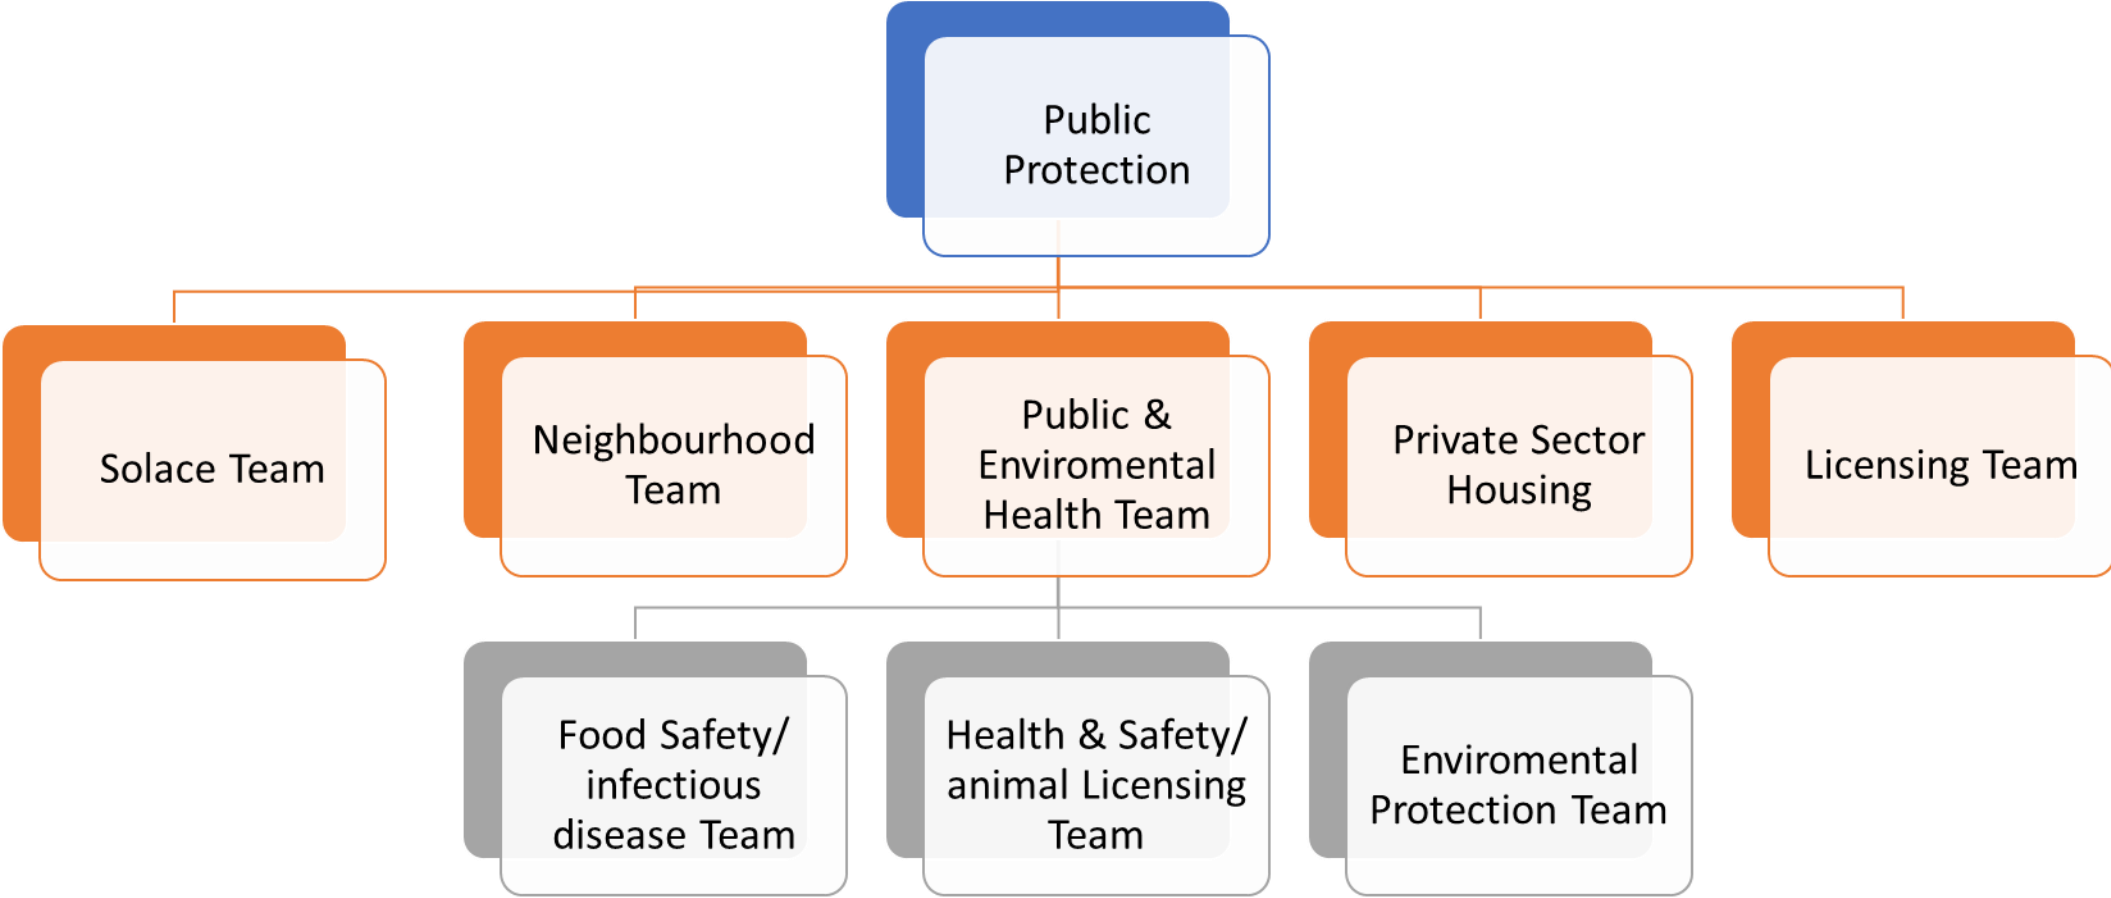 Public
Protection
Solace Team
Neighbourhood
Team
Public &
Enviromental
Health Team
Private Sector
Housing
Licensing Team
Food Safety/
infectious
disease Team
Health & Safety/
animal Licensing
Team
Enviromental
Protection Team